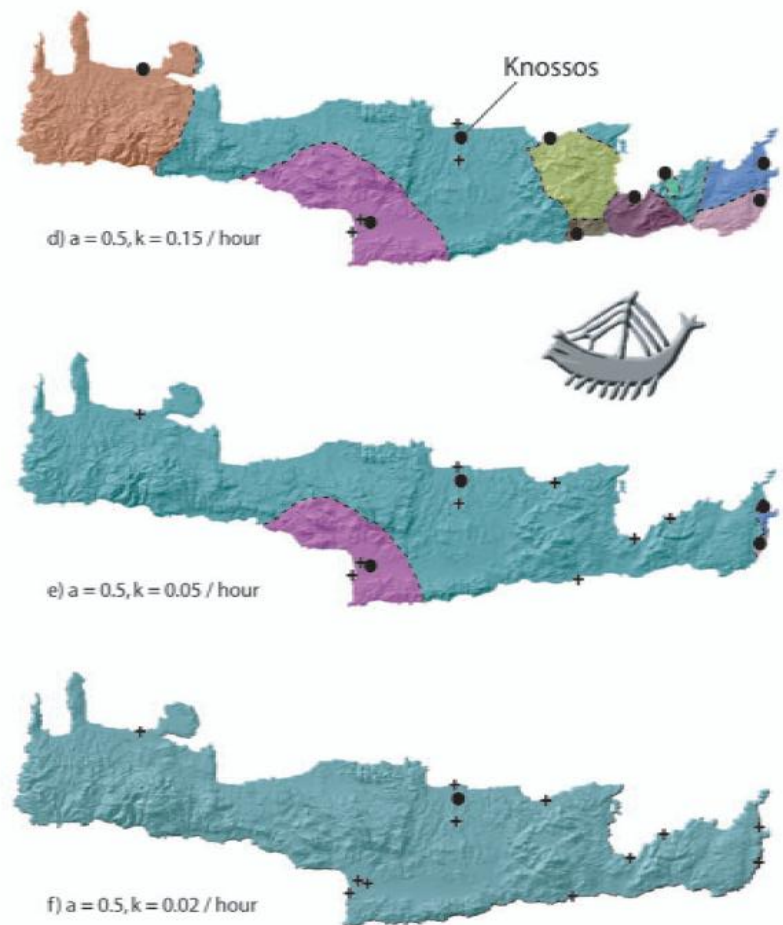 Knossos
d) a = 0.5, k = 0.15 / hour
e) a = 0.5, k = 0.05 / hour
f) a = 0.5, k = 0.02 / hour